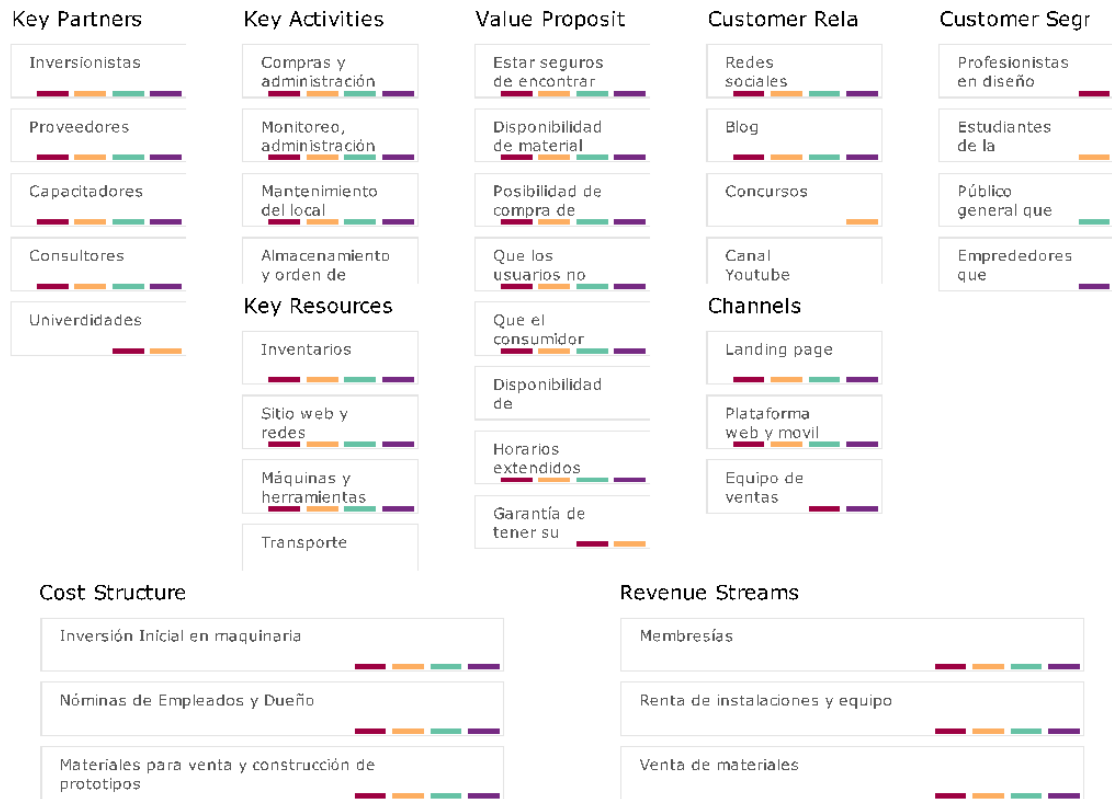 Key Partners
Inversionistas
Proveedores
Capacitadores
Consultores
Univerdidades
Key Activities
Compras y
administración
Monitoreo,
administración
Mantenimiento
del local
Almacenamiento
y orden de
Key Resources
Inventarios
Sitio web y
redes
Máquinas y
herramientas
Transporte
Value Proposit
Estar seguros
de encontrar
Disponibilidad
de material
Posibilidad de
compra de
Que los
usuarios no
Que el
consumidor
Disponibilidad
de
Horarios
extendidos
Garantía de
tener su
Customer Rela
Redes
sociales
Blog
Concursos
Canal
Youtube
Channels
Landing page
Plataforma
web y movil
Equipo de
ventas
Customer Segr
Profesionistas
en diseño
Estudiantes
de la
Público
general que
Emprededores
que
Cost Structure
Inversión Inicial en maquinaria
Nóminas de Empleados y Dueño
Materiales para venta y construcción de
prototipos
Revenue Streams
Membresías
Renta de instalaciones y equipo
Venta de materiales